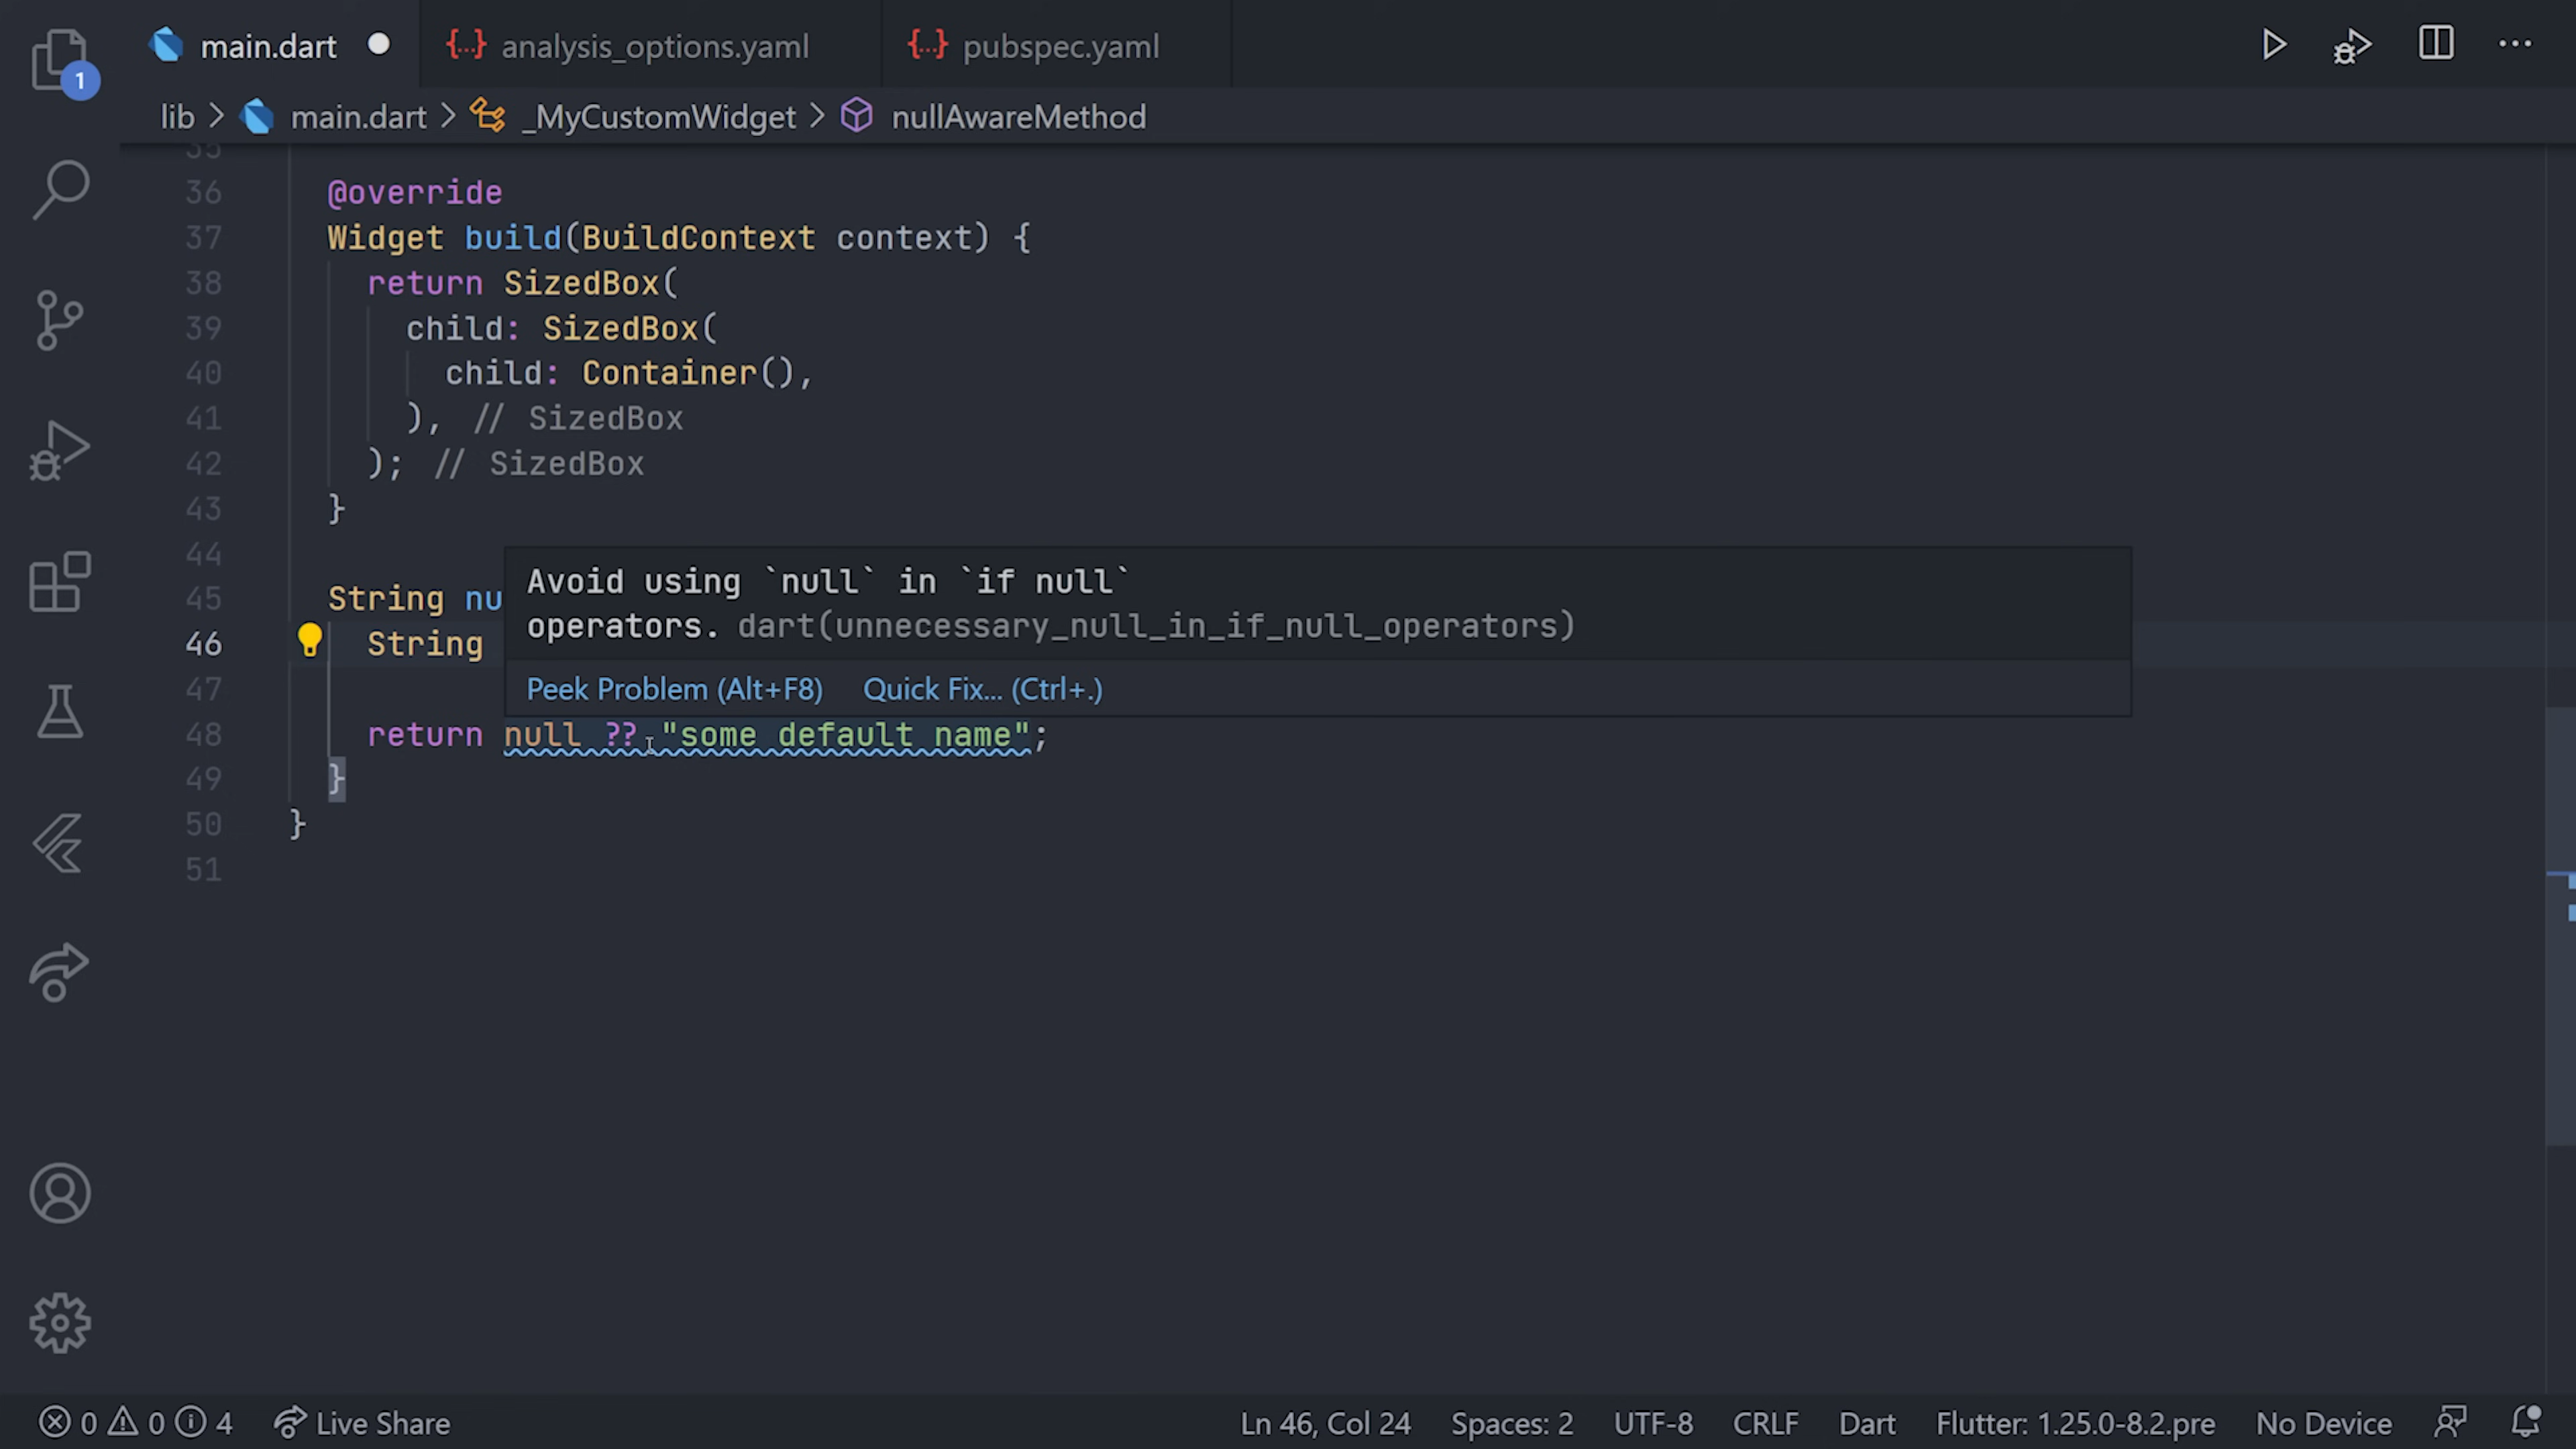 main.dart
{...} analysis_options.yaml
{...} pubspec.yaml
1
lib > main.dart > _MyCustomWidget > nullAwareMethod
35
36 @override
37 Widget build(BuildContext context) {
38 return SizedBox(
39 child: SizedBox(
40 child: Container(),
41 ), // SizedBox
42 ); // SizedBox
43 }
44
45 String nu
46 String
47
48 return null ?? "some default name";
49 }
50 }
51
Avoid using `null` in `if null`
operators. dart(unnecessary_null_in_if_null_operators)
Peek Problem (Alt+F8) Quick Fix... (Ctrl+.)
0 0 4 Live Share
Ln 46, Col 24 Spaces: 2 UTF-8 CRLF Dart Flutter: 1.25.0-8.2.pre No Device